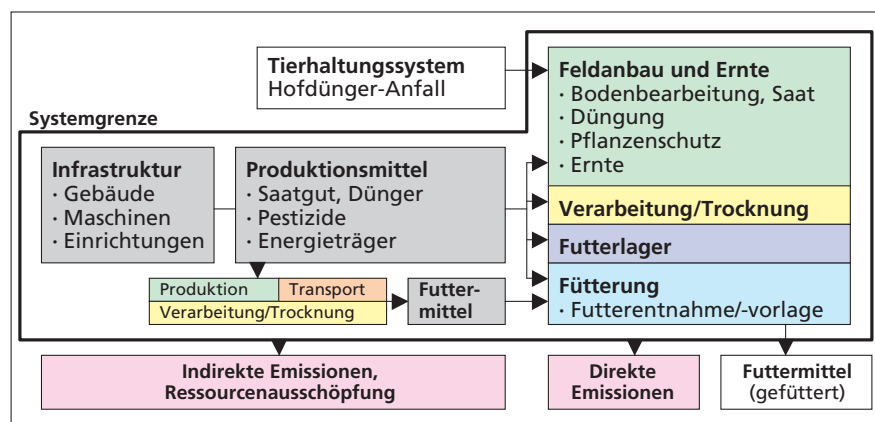 Tierhaltungssystem
Hofdünger-Anfall
Feldanbau und Ernte
· Bodenbearbeitung, Saat
· Düngung
· Pflanzenschutz
· Ernte
Systemgrenze
Infrastruktur
· Gebäude
· Maschinen
· Einrichtungen
Produktionsmittel
· Saatgut, Dünger
· Pestizide
· Energieträger
Verarbeitung/Trocknung
Futterlager
Fütterung
· Futterentnahme/-vorlage
Produktion
Transport
Verarbeitung/Trocknung
Futter-
mittel
Indirekte Emissionen,
Ressourcenausschöpfung
Direkte
Emissionen
Futtermittel
(gefüttert)